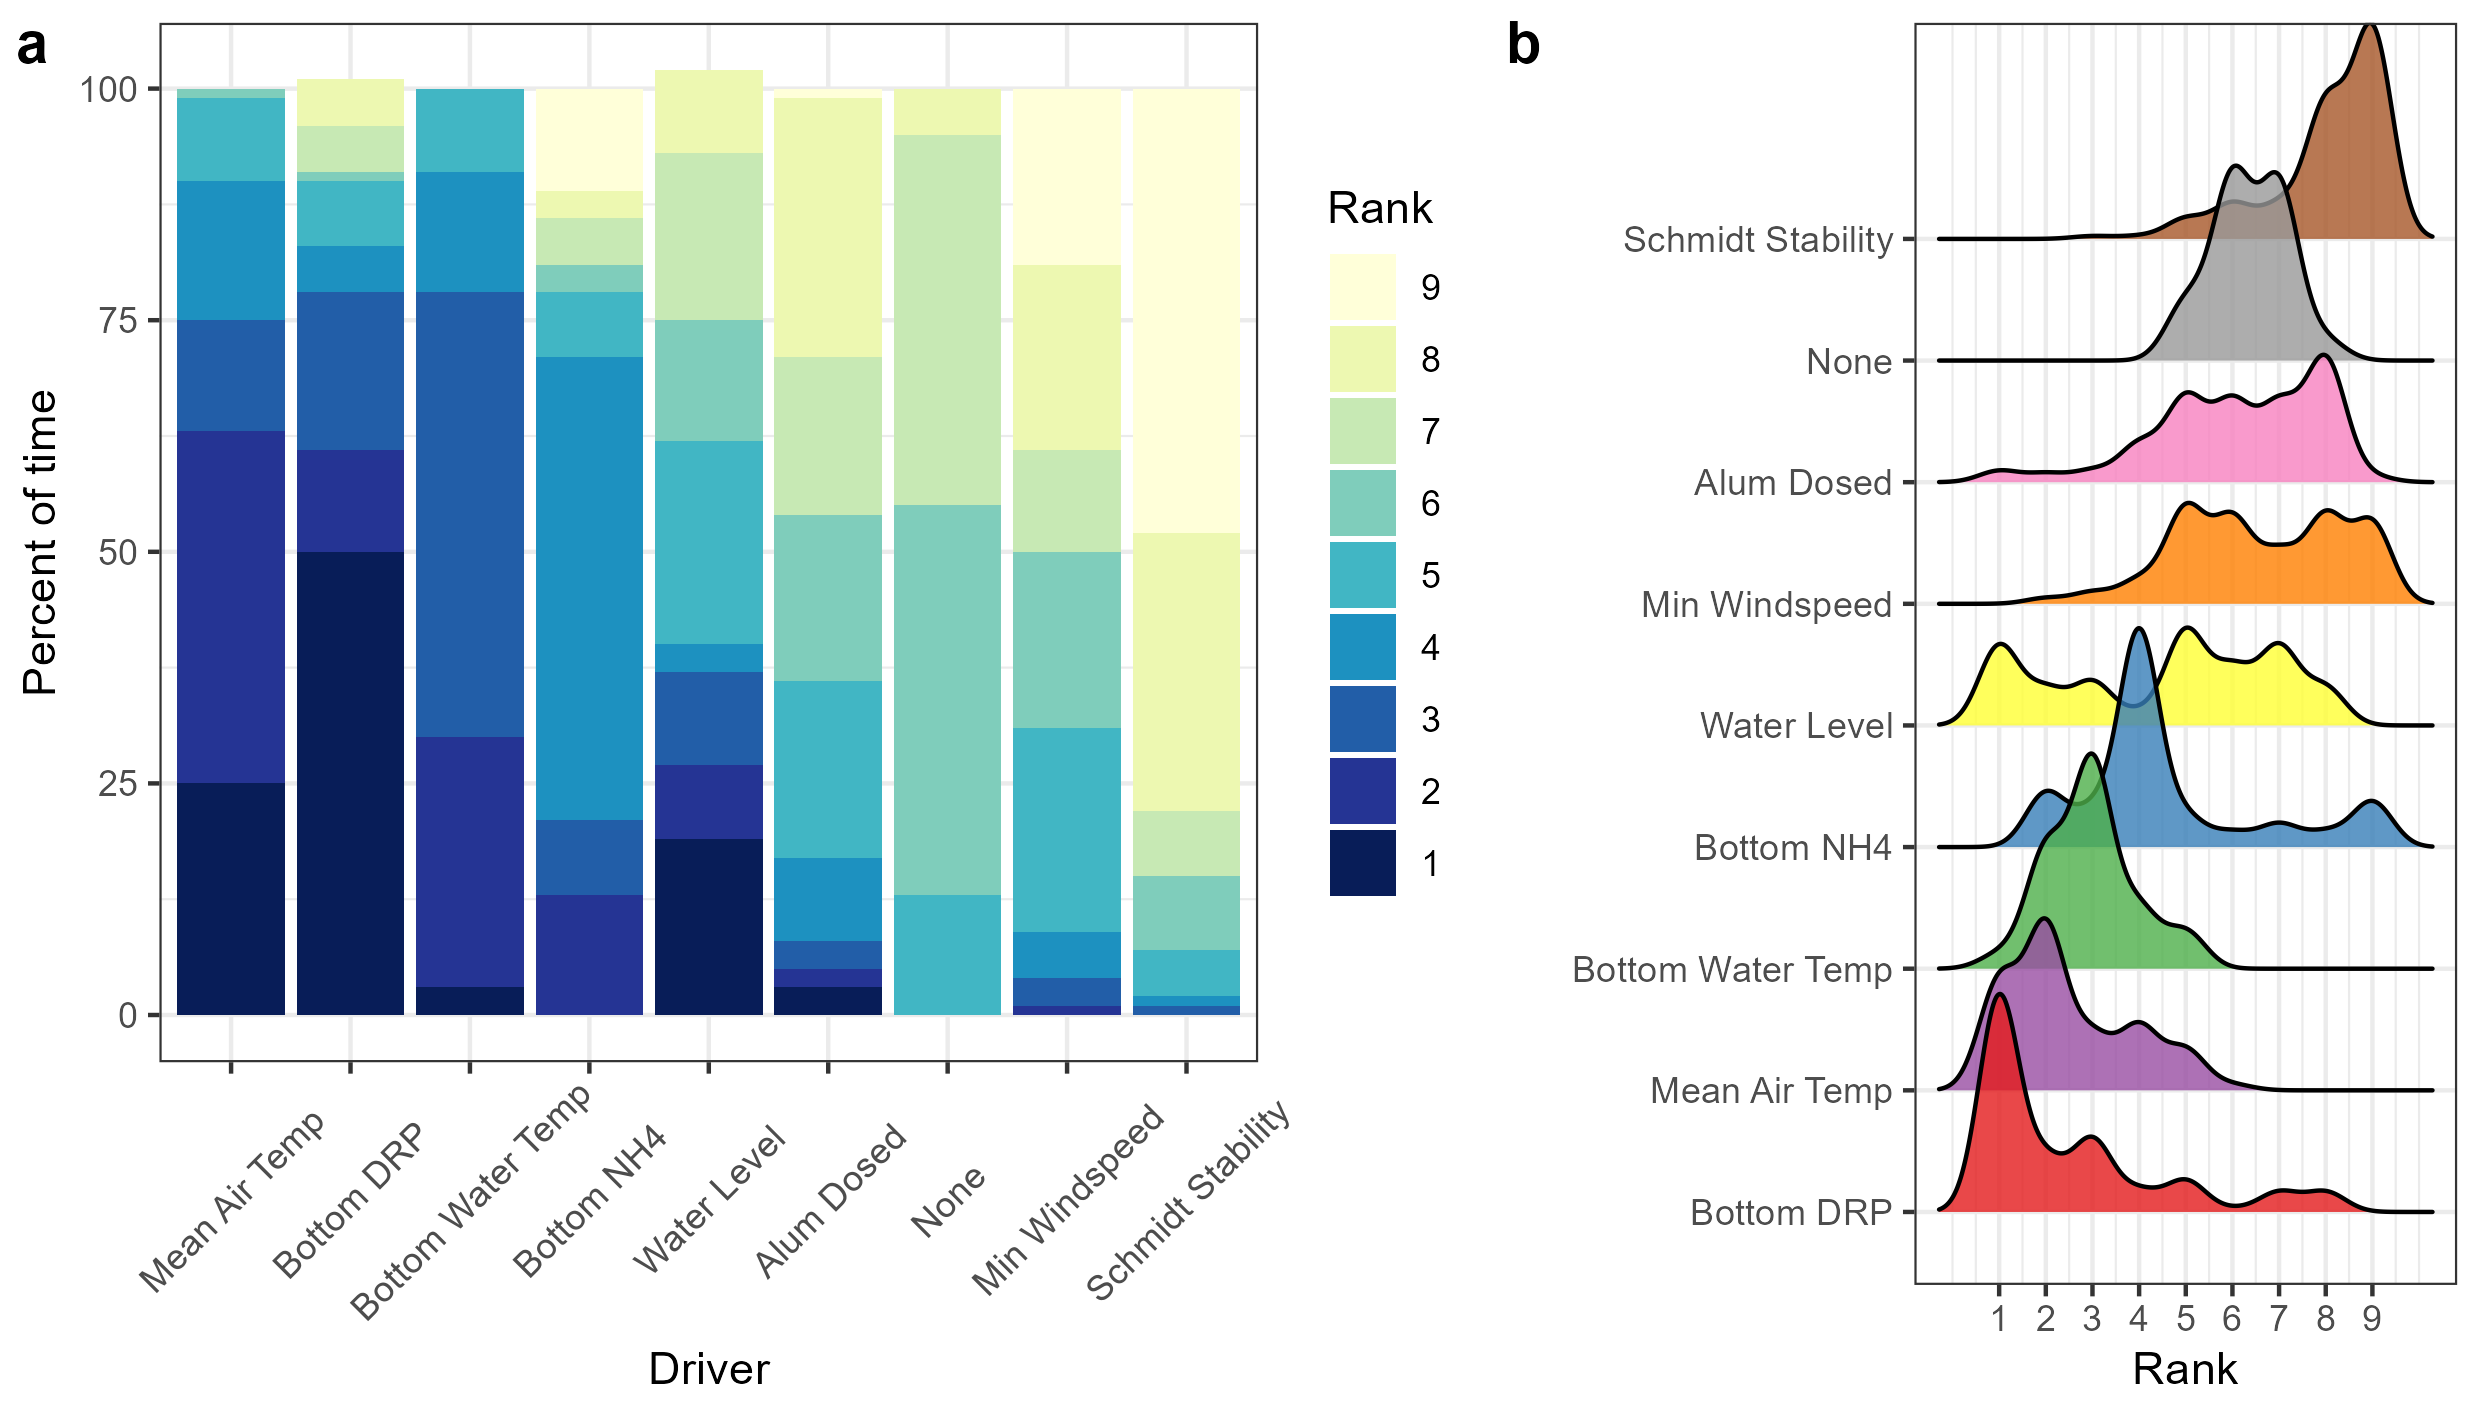 a
100
75
50
25
0
Percent of time
Mean Air Temp
Bottom DRP
Bottom Water Temp
Bottom NH4
Water Level
Alum Dosed
None
Min Windspeed
Schmidt Stability
Driver
Rank
9
8
7
6
5
4
3
2
1
b
Schmidt Stability
None
Alum Dosed
Min Windspeed
Water Level
Bottom NH4
Bottom Water Temp
Mean Air Temp
Bottom DRP
1 2 3 4 5 6 7 8 9
Rank